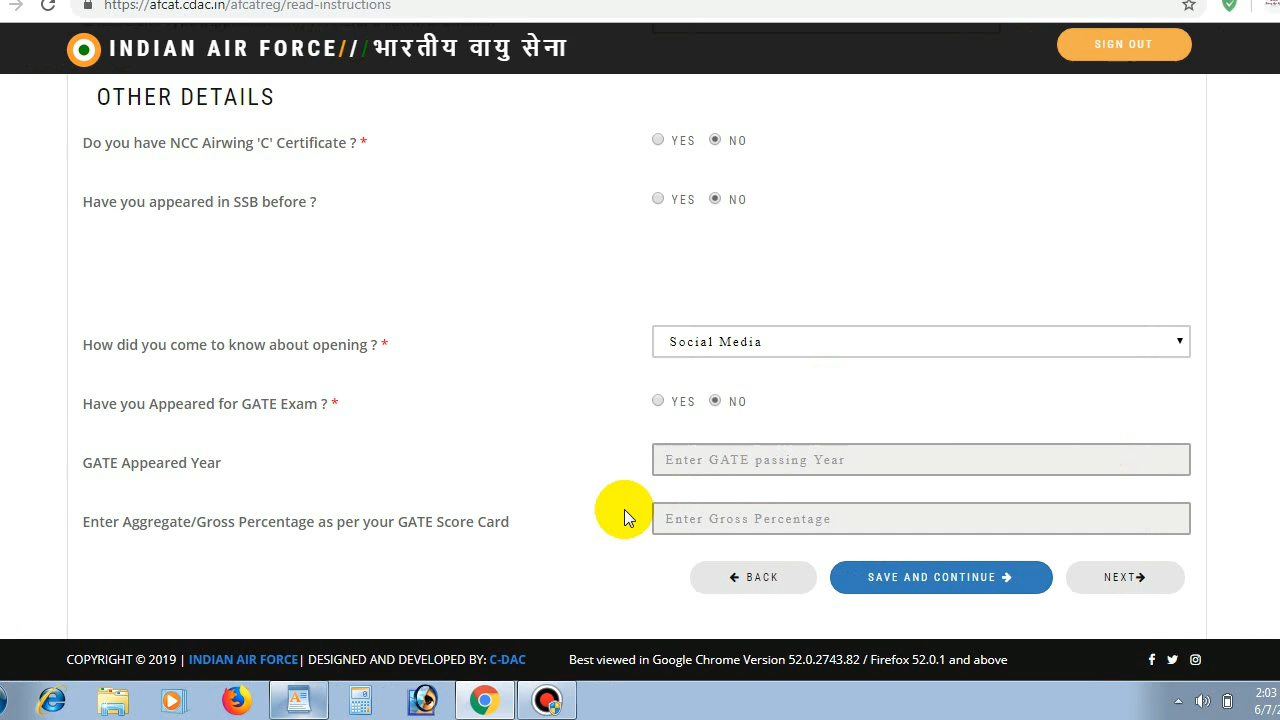 https://afcat.cdac.in/afcatreg/read-instructions
INDIAN AIR FORCE/// भारतीय वायु सेना
SIGN OUT
OTHER DETAILS
Do you have NCC Airwing 'C' Certificate ? * YES NO
Have you appeared in SSB before ? YES NO
How did you come to know about opening ? * Social Media
Have you Appeared for GATE Exam ? * YES NO
GATE Appeared Year Enter GATE passing Year
Enter Aggregate/Gross Percentage as per your GATE Score Card Enter Gross Percentage
BACK SAVE AND CONTINUE NEXT
COPYRIGHT © 2019 | INDIAN AIR FORCE| DESIGNED AND DEVELOPED BY: C-DAC Best viewed in Google Chrome Version 52.0.2743.82 / Firefox 52.0.1 and above
2:03
6/7/2